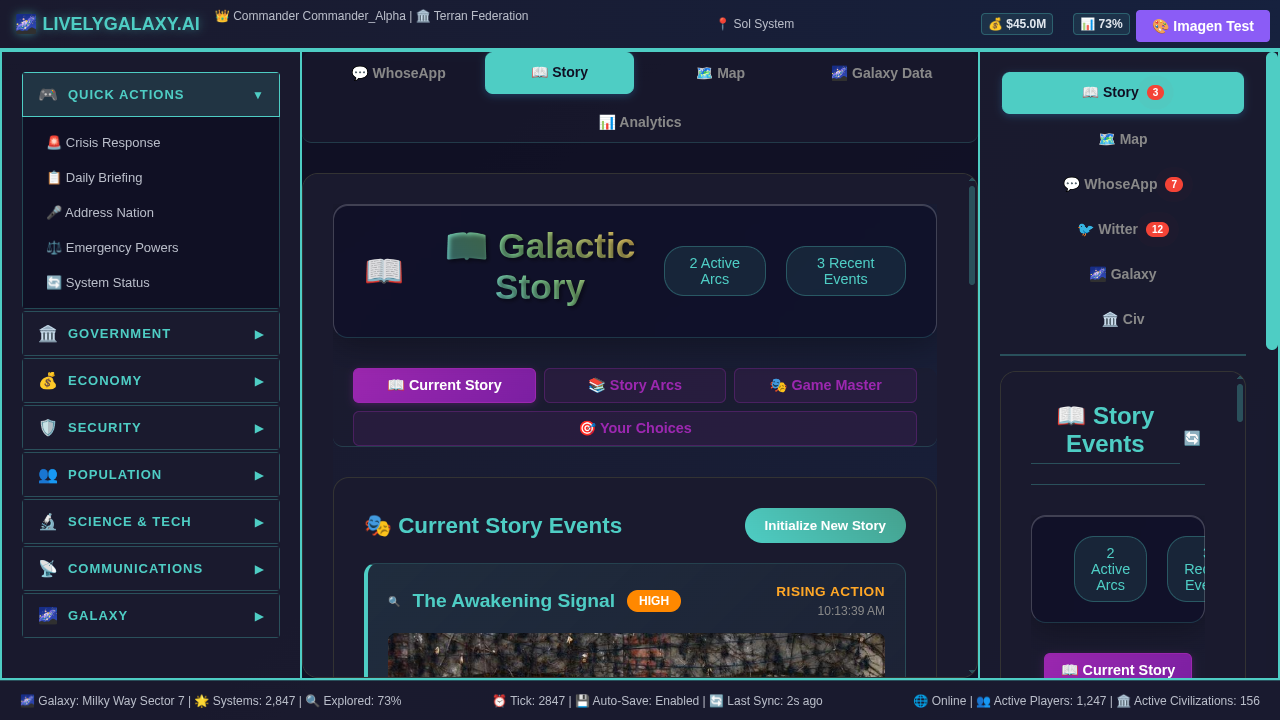 LIVELYGALAXY.AI
Commander Commander_Alpha | Terran Federation
Sol System
$45.0M
73%
Imagen Test
QUICK ACTIONS
Crisis Response
Daily Briefing
Address Nation
Emergency Powers
System Status
GOVERNMENT
ECONOMY
SECURITY
POPULATION
SCIENCE & TECH
COMMUNICATIONS
GALAXY
WhoseApp
Story
Map
Galaxy Data
Analytics
Galactic
Story
2 Active
Arcs
3 Recent
Events
Current Story
Story Arcs
Game Master
Your Choices
Current Story Events
Initialize New Story
The Awakening Signal
HIGH
RISING ACTION
10:13:39 AM
Story 3
Map
WhoseApp 7
Witter 12
Galaxy
Civ
Story
Events
2
Active
Arcs
Current Story
Galaxy: Milky Way Sector 7 | Systems: 2,847 | Explored: 73%
Tick: 2847 | Auto-Save: Enabled | Last Sync: 2s ago
Online | Active Players: 1,247 | Active Civilizations: 156